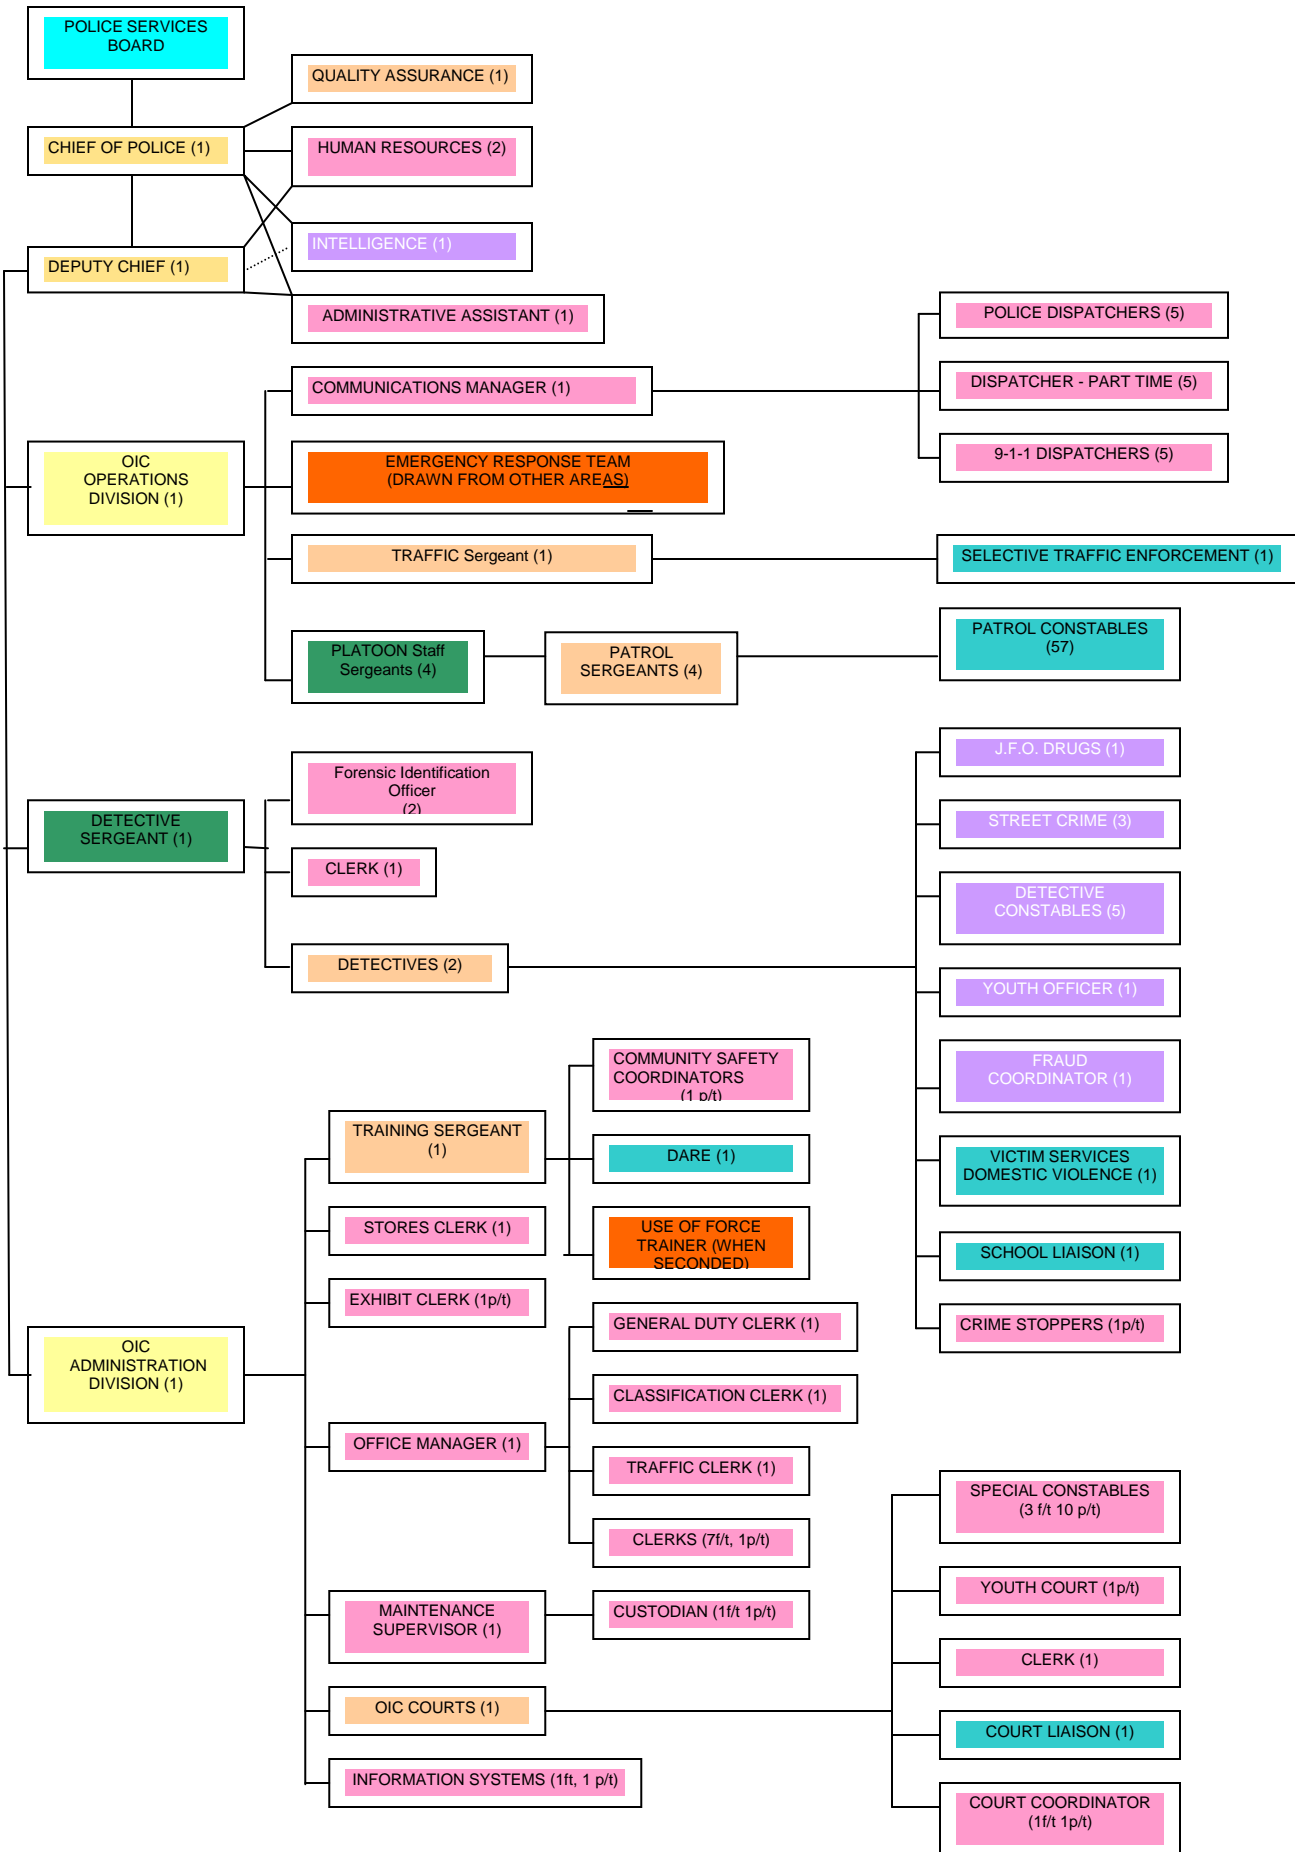 POLICE SERVICES
BOARD
QUALITY ASSURANCE (1)
CHIEF OF POLICE (1)
HUMAN RESOURCES (2)
INTELLIGENCE (1)
DEPUTY CHIEF (1)
ADMINISTRATIVE ASSISTANT (1)
POLICE DISPATCHERS (5)
COMMUNICATIONS MANAGER (1)
DISPATCHER - PART TIME (5)
9-1-1 DISPATCHERS (5)
OIC
OPERATIONS
DIVISION (1)
EMERGENCY RESPONSE TEAM
(DRAWN FROM OTHER AREAS)
TRAFFIC Sergeant (1)
SELECTIVE TRAFFIC ENFORCEMENT (1)
PLATOON Staff
Sergeants (4)
PATROL
SERGEANTS (4)
PATROL CONSTABLES
(57)
J.F.O. DRUGS (1)
Forensic Identification
Officer
(2)
STREET CRIME (3)
DETECTIVE
SERGEANT (1)
CLERK (1)
DETECTIVE
CONSTABLES (5)
DETECTIVES (2)
YOUTH OFFICER (1)
FRAUD
COORDINATOR (1)
COMMUNITY SAFETY
COORDINATORS
(1 p/t)
TRAINING SERGEANT
(1)
DARE (1)
VICTIM SERVICES
DOMESTIC VIOLENCE (1)
STORES CLERK (1)
USE OF FORCE
TRAINER (WHEN
SECONDED)
SCHOOL LIAISON (1)
EXHIBIT CLERK (1p/t)
GENERAL DUTY CLERK (1)
CRIME STOPPERS (1p/t)
OIC
ADMINISTRATION
DIVISION (1)
CLASSIFICATION CLERK (1)
OFFICE MANAGER (1)
TRAFFIC CLERK (1)
SPECIAL CONSTABLES
(3 f/t 10 p/t)
CLERKS (7f/t, 1p/t)
YOUTH COURT (1p/t)
MAINTENANCE
SUPERVISOR (1)
CUSTODIAN (1f/t 1p/t)
CLERK (1)
OIC COURTS (1)
COURT LIAISON (1)
INFORMATION SYSTEMS (1ft, 1 p/t)
COURT COORDINATOR
(1f/t 1p/t)